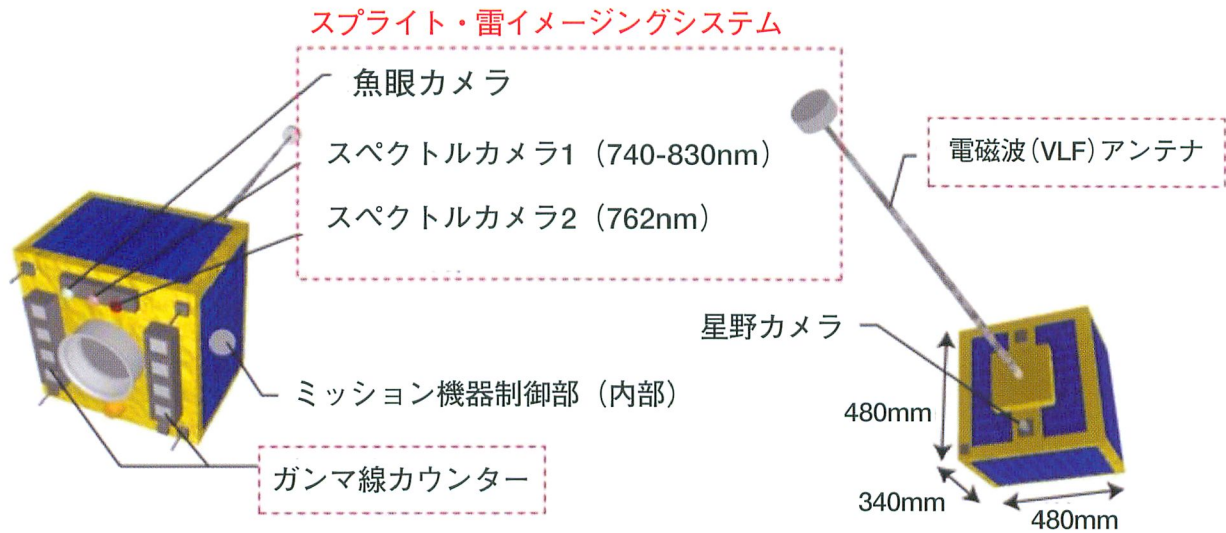 スプライト・雷イメージングシステム
魚眼カメラ
スペクトルカメラ1（740-830nm）
スペクトルカメラ2（762nm）
電磁波（VLF）アンテナ
星野カメラ
ミッション機器制御部（内部）
ガンマ線カウンター
480mm
340mm
480mm